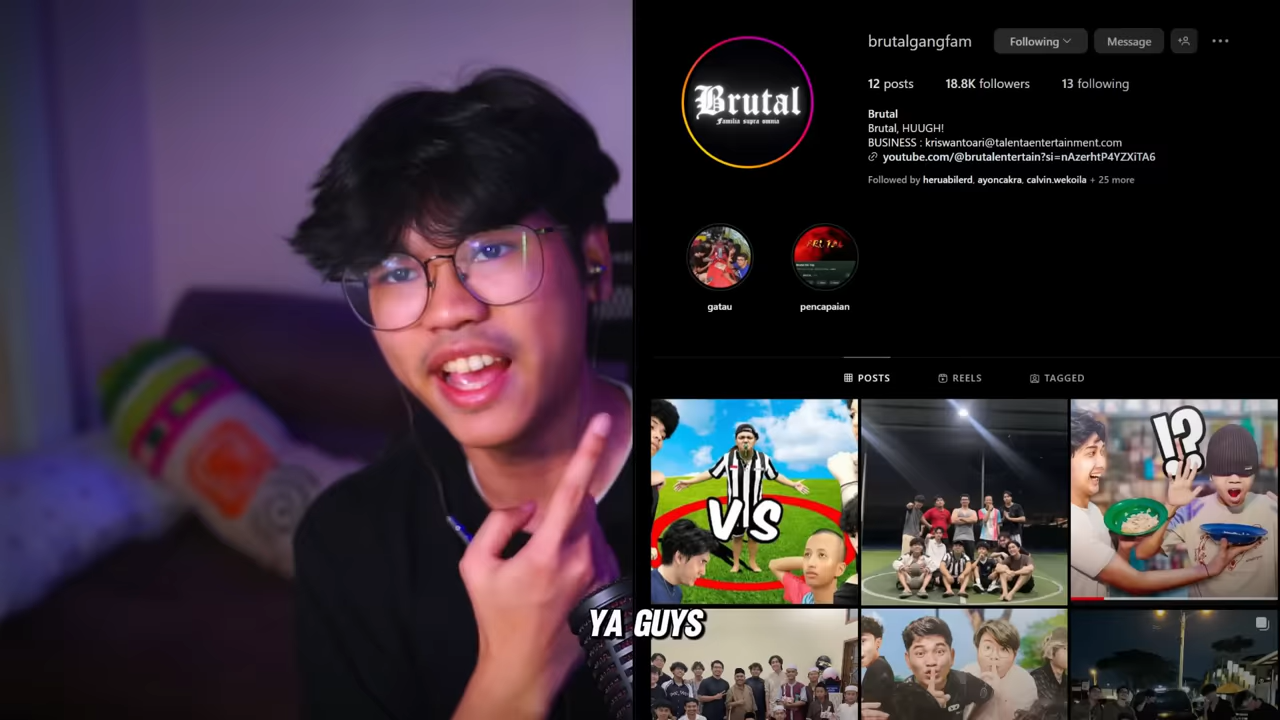 brutalgangfam
Following
Message
12 posts
18.8K followers
13 following
Brutal
Familia supra omnia
Brutal
Brutal, HUUGH!
BUSINESS : kriswantoari@talentaentertainment.com
youtube.com/@brutalentertain?si=nAzerhtP4YZXiTA6
Followed by heruabilerd, ayoncakra, calvin.wekoila + 25 more
gatau
pencapaian
POSTS
REELS
TAGGED
VS
!?
YA GUYS